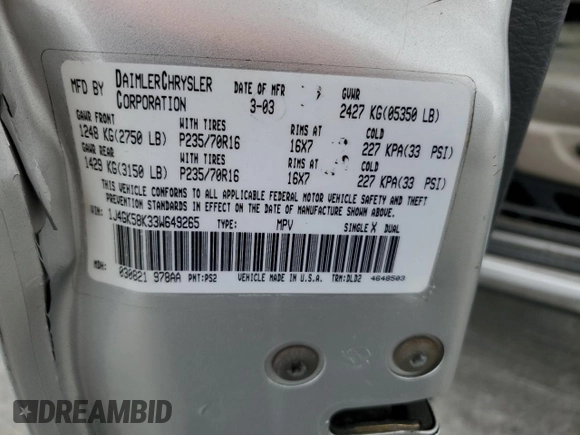 MFD BY DAIMLERCHRYSLER CORPORATION DATE OF MFR 3-03 GVWR 2427 KG(05350 LB)
GAWR FRONT WITH TIRES RIMS AT COLD
1248 KG(2750 LB) P235/70R16 16X7 227 KPA(33 PSI)
GAWR REAR WITH TIRES RIMS AT COLD
1429 KG(3150 LB) P235/70R16 16X7 227 KPA(33 PSI)
THIS VEHICLE CONFORMS TO ALL APPLICABLE FEDERAL MOTOR VEHICLE SAFETY AND THEFT
PREVENTION STANDARDS IN EFFECT ON THE DATE OF MANUFACTURE SHOWN ABOVE.
VIN: 1J4GK58K33W649265 TYPE: MPV SINGLE X DUAL
MDH: 030821 978AA PNT:PS2 VEHICLE MADE IN U.S.A. TRM:DLD2 4648503
DREAMBID